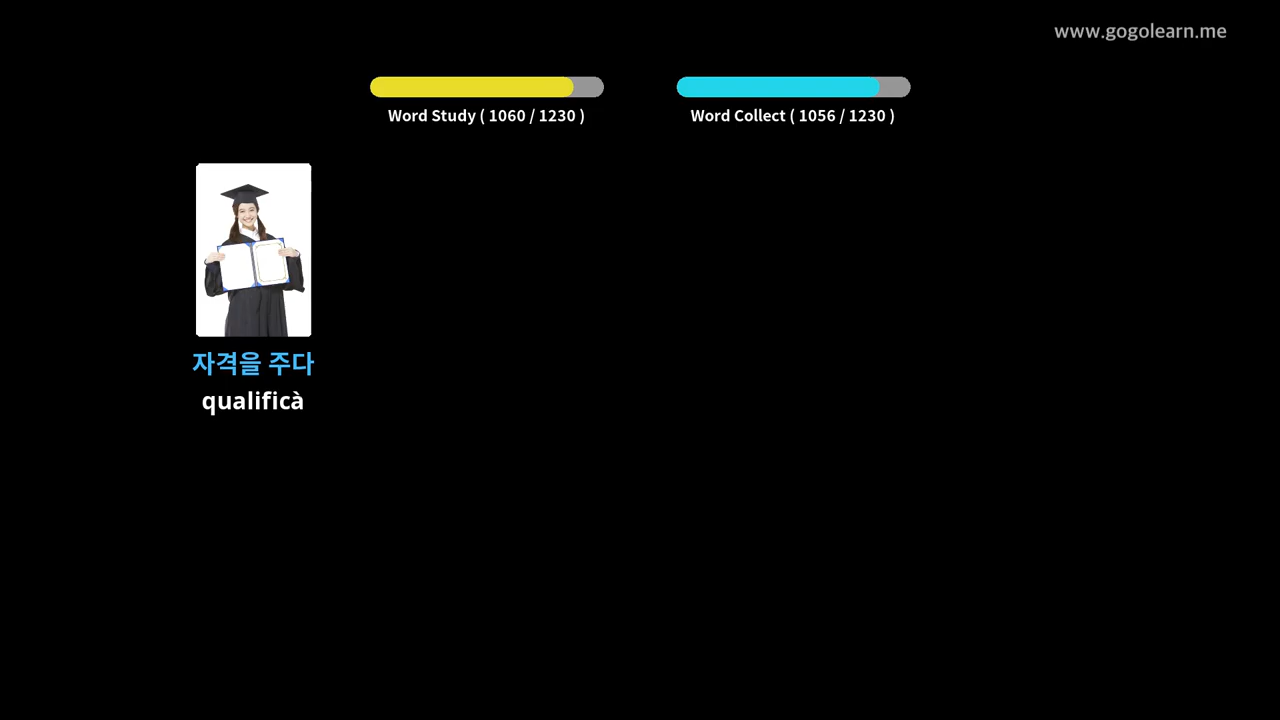 www.gogolearn.me
Word Study ( 1060 / 1230 )
Word Collect ( 1056 / 1230 )
자격을 주다
qualificà